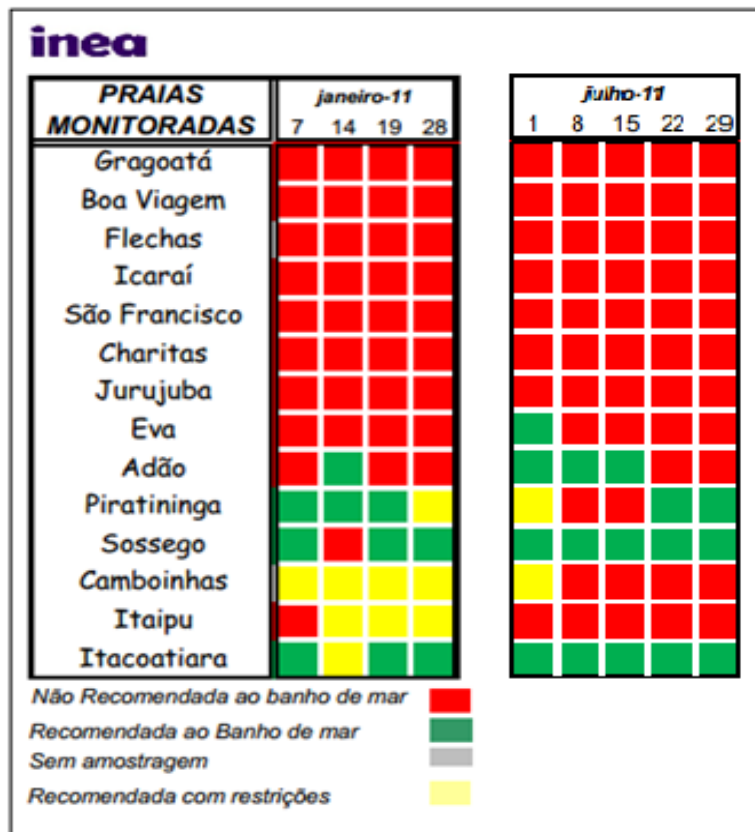 inea
PRAIAS MONITORADAS
janeiro-11
7 14 19 28
julho-11
1 8 15 22 29
Gragoatá
Boa Viagem
Flechas
Icaraí
São Francisco
Charitas
Jurujuba
Eva
Adão
Piratininga
Sossego
Camboinhas
Itaipu
Itacoatiara
Não Recomendada ao banho de mar
Recomendada ao Banho de mar
Sem amostragem
Recomendada com restrições